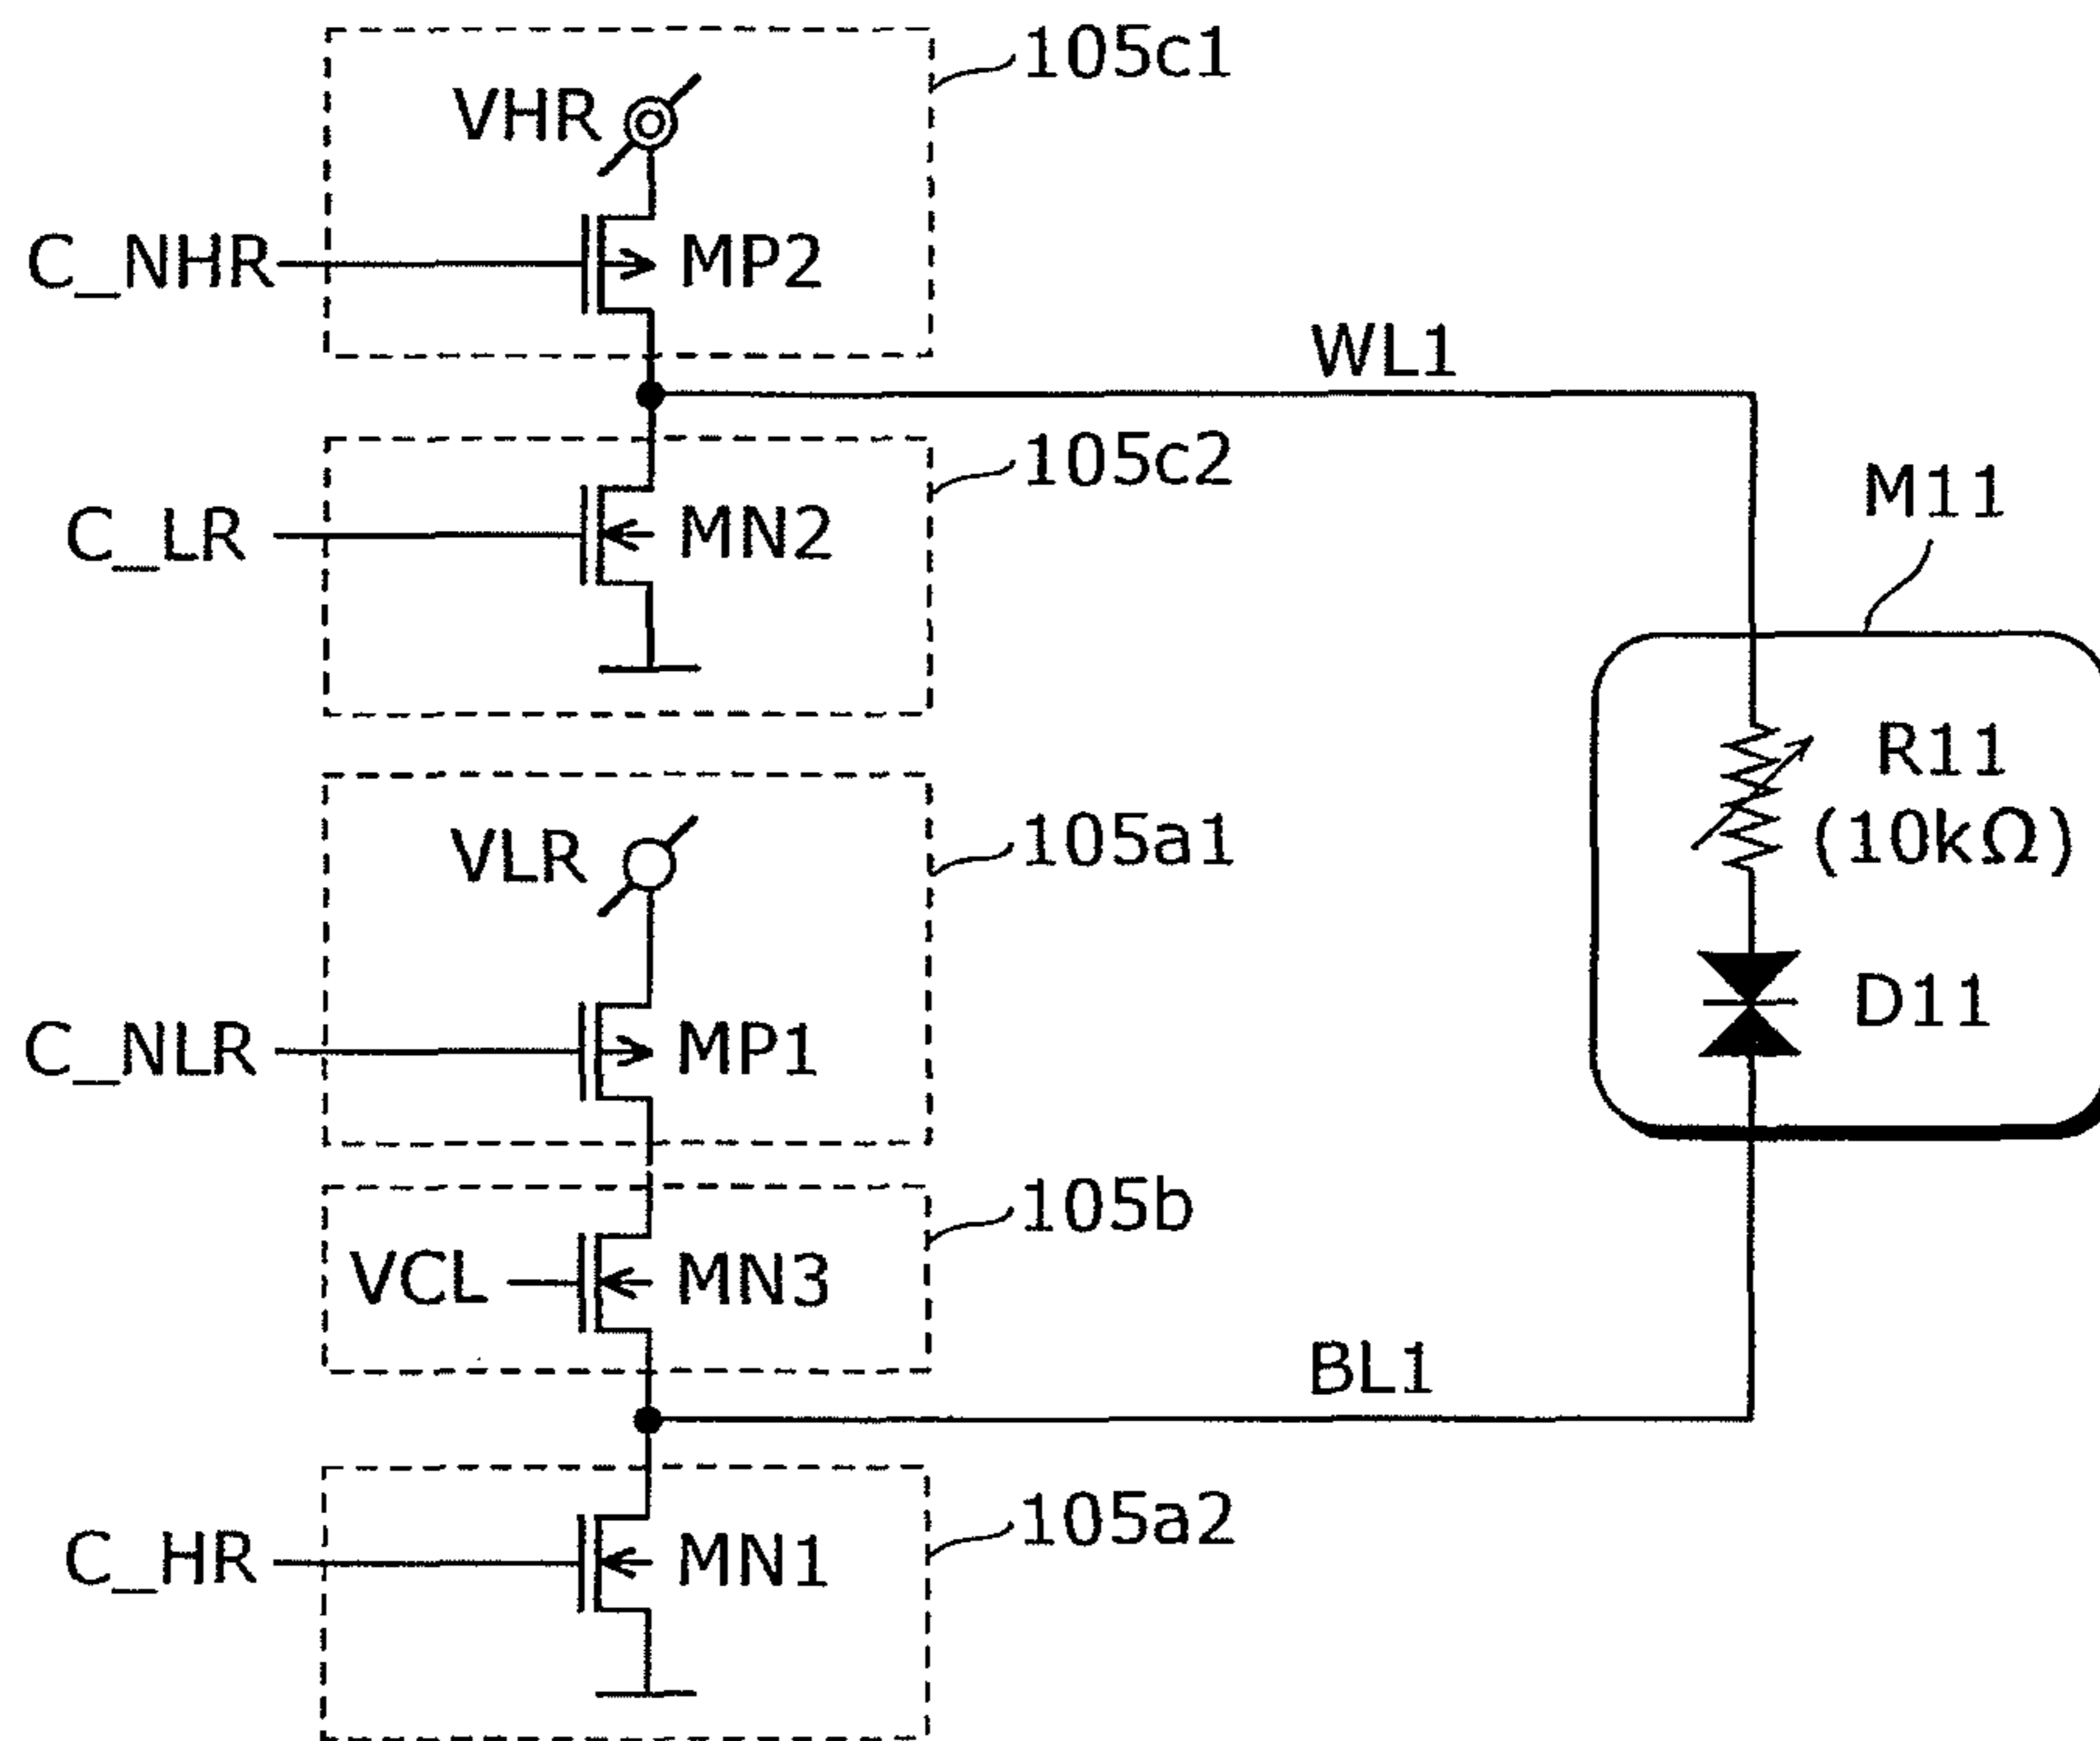 105c1
VHR
C_NHR
MP2
WL1
105c2
C_LR
MN2
M11
R11
(10kΩ)
VLR
105a1
D11
C_NLR
MP1
105b
VCL
MN3
BL1
105a2
C_HR
MN1